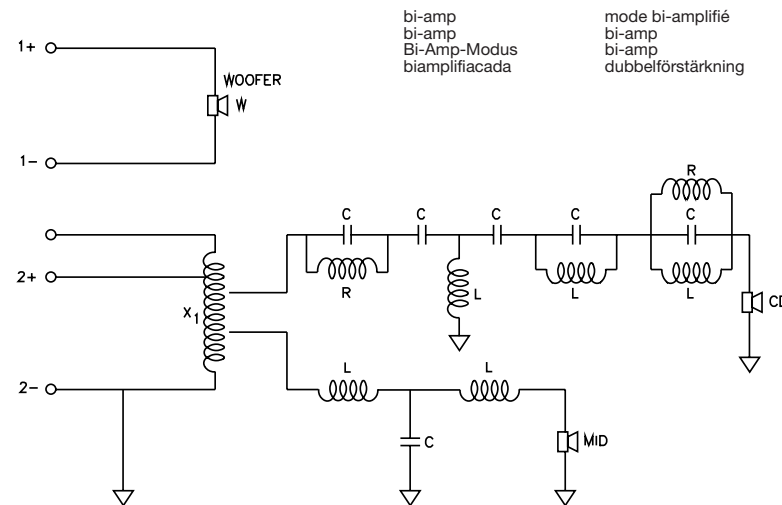 bi-amp
bi-amp
Bi-Amp-Modus
biamplifiacada
mode bi-amplifié
bi-amp
bi-amp
dubbelförstärkning
1+
WOOFER
W
1-
R
C
C
C
C
C
2+
R
L
L
L
CD
X1
2-
L
L
C
MID